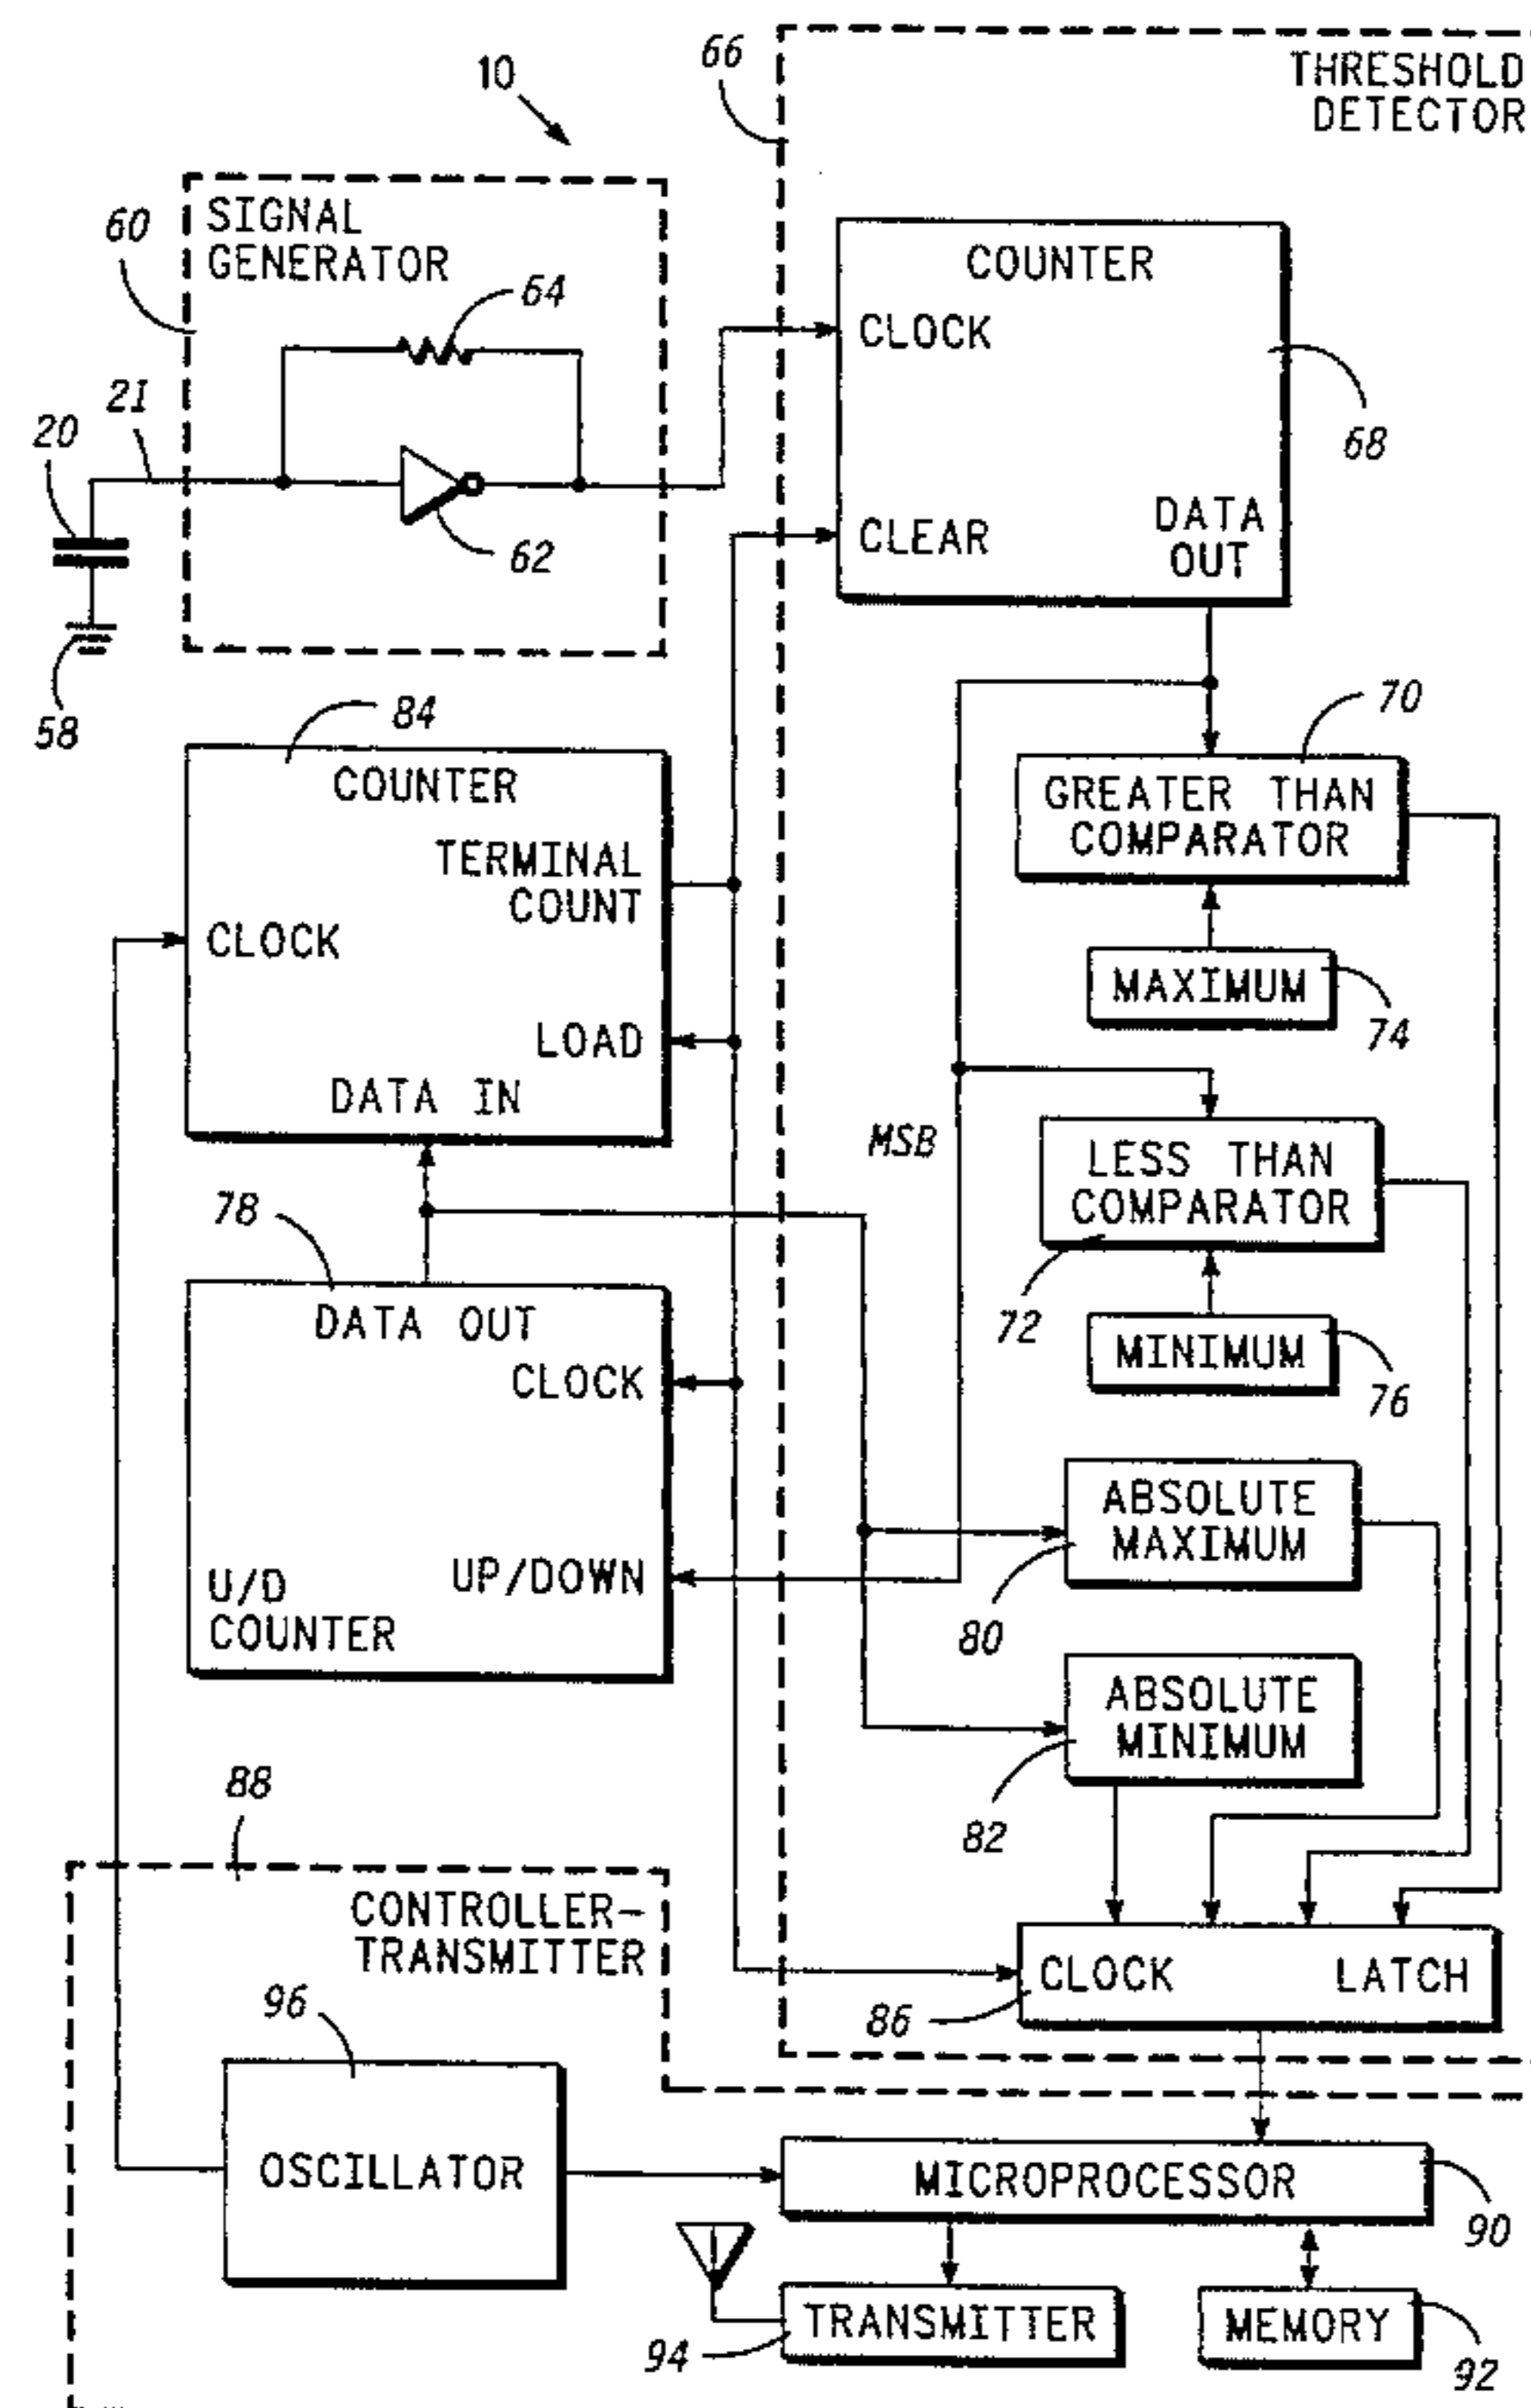 10
66
THRESHOLD
DETECTOR
60
SIGNAL
GENERATOR
64
21
20
62
58
COUNTER
CLOCK
68
CLEAR
DATA
OUT
84
COUNTER
TERMINAL
COUNT
CLOCK
LOAD
DATA IN
70
GREATER THAN
COMPARATOR
MAXIMUM
74
MSB
LESS THAN
COMPARATOR
72
MINIMUM
76
78
DATA OUT
CLOCK
UP/DOWN
U/D
COUNTER
ABSOLUTE
MAXIMUM
80
ABSOLUTE
MINIMUM
82
88
CONTROLLER-
TRANSMITTER
CLOCK LATCH
86
96
OSCILLATOR
MICROPROCESSOR
90
TRANSMITTER
94
MEMORY
92